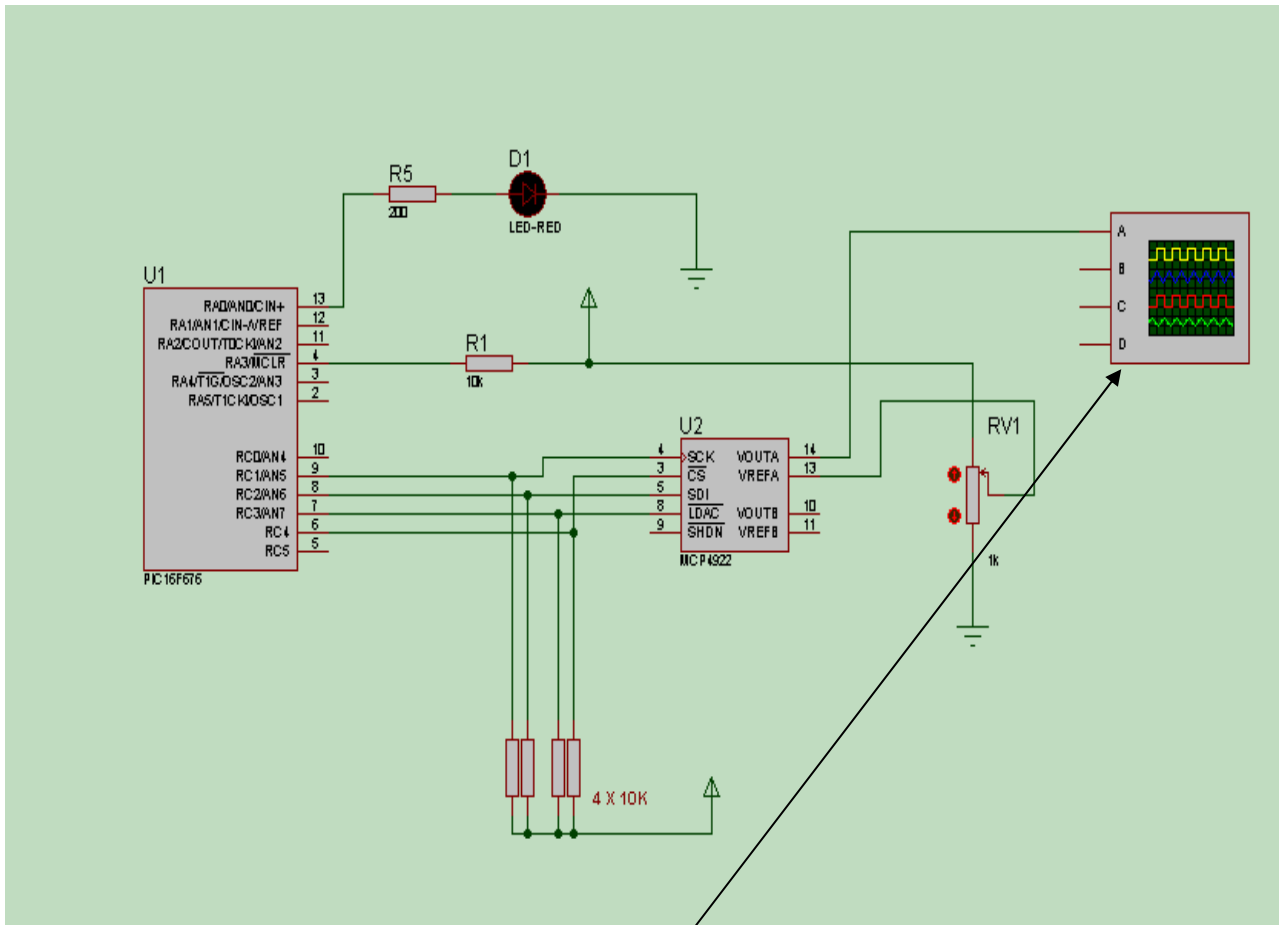 D1
R5
200
LED-RED
U1
RA0/AN0/CIN+ 13
RA1/AN1/CIN-/VREF 12
RA2/COUT/T0CKI/AN2 11
RA3/MCLR 4
RA4/T1G/OSC2/AN3 3
RA5/T1CKI/OSC1 2
RC0/AN4 10
RC1/AN5 9
RC2/AN6 8
RC3/AN7 7
RC4 6
RC5 5
PIC16F676
R1
10k
A
B
C
D
U2
4 SCK VOUTA 14
3 CS VREFA 13
5 SDI
8 LDAC VOUTB 10
9 SHDN VREFB 11
MCP4922
RV1
1k
4 X 10K